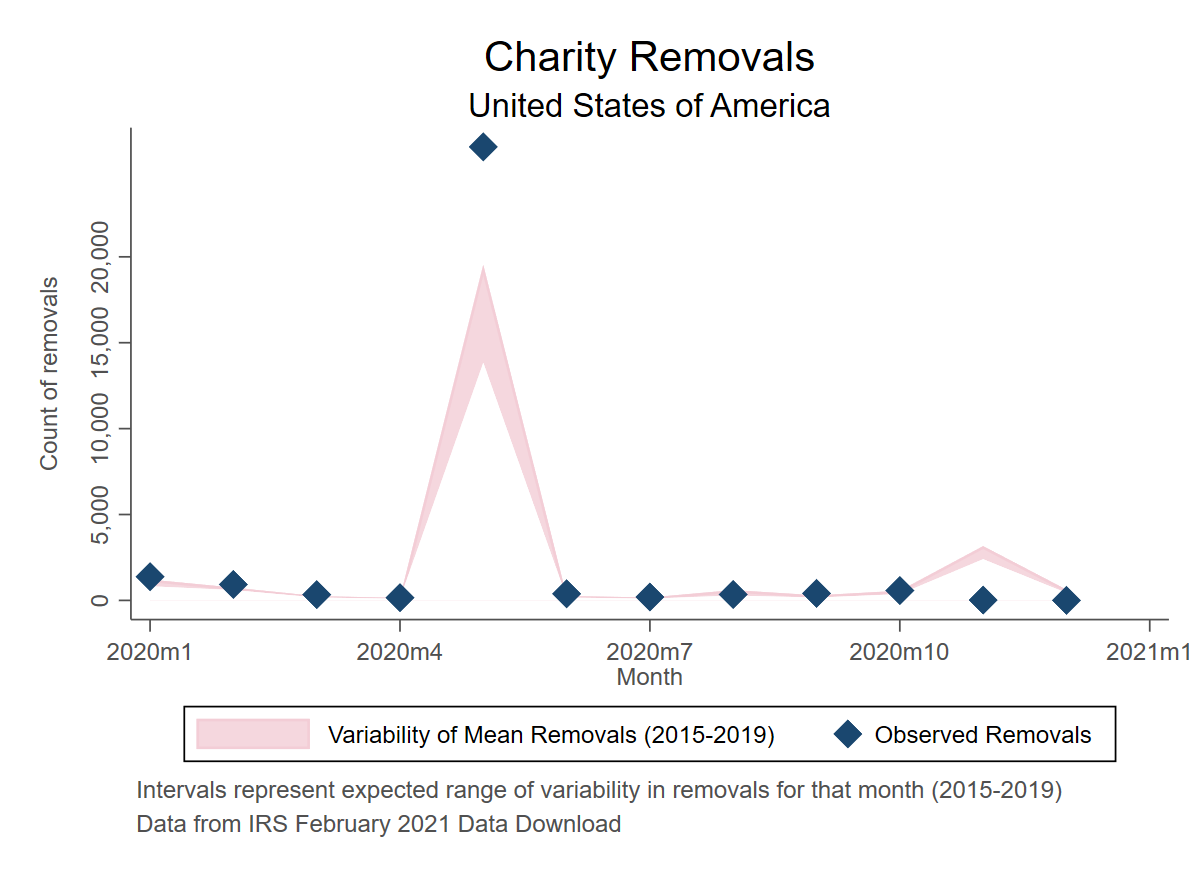 Charity Removals
United States of America
Count of removals
20,000
15,000
10,000
5,000
0
2020m1 2020m4 2020m7 2020m10 2021m1
Month
Variability of Mean Removals (2015-2019) Observed Removals
Intervals represent expected range of variability in removals for that month (2015-2019)
Data from IRS February 2021 Data Download